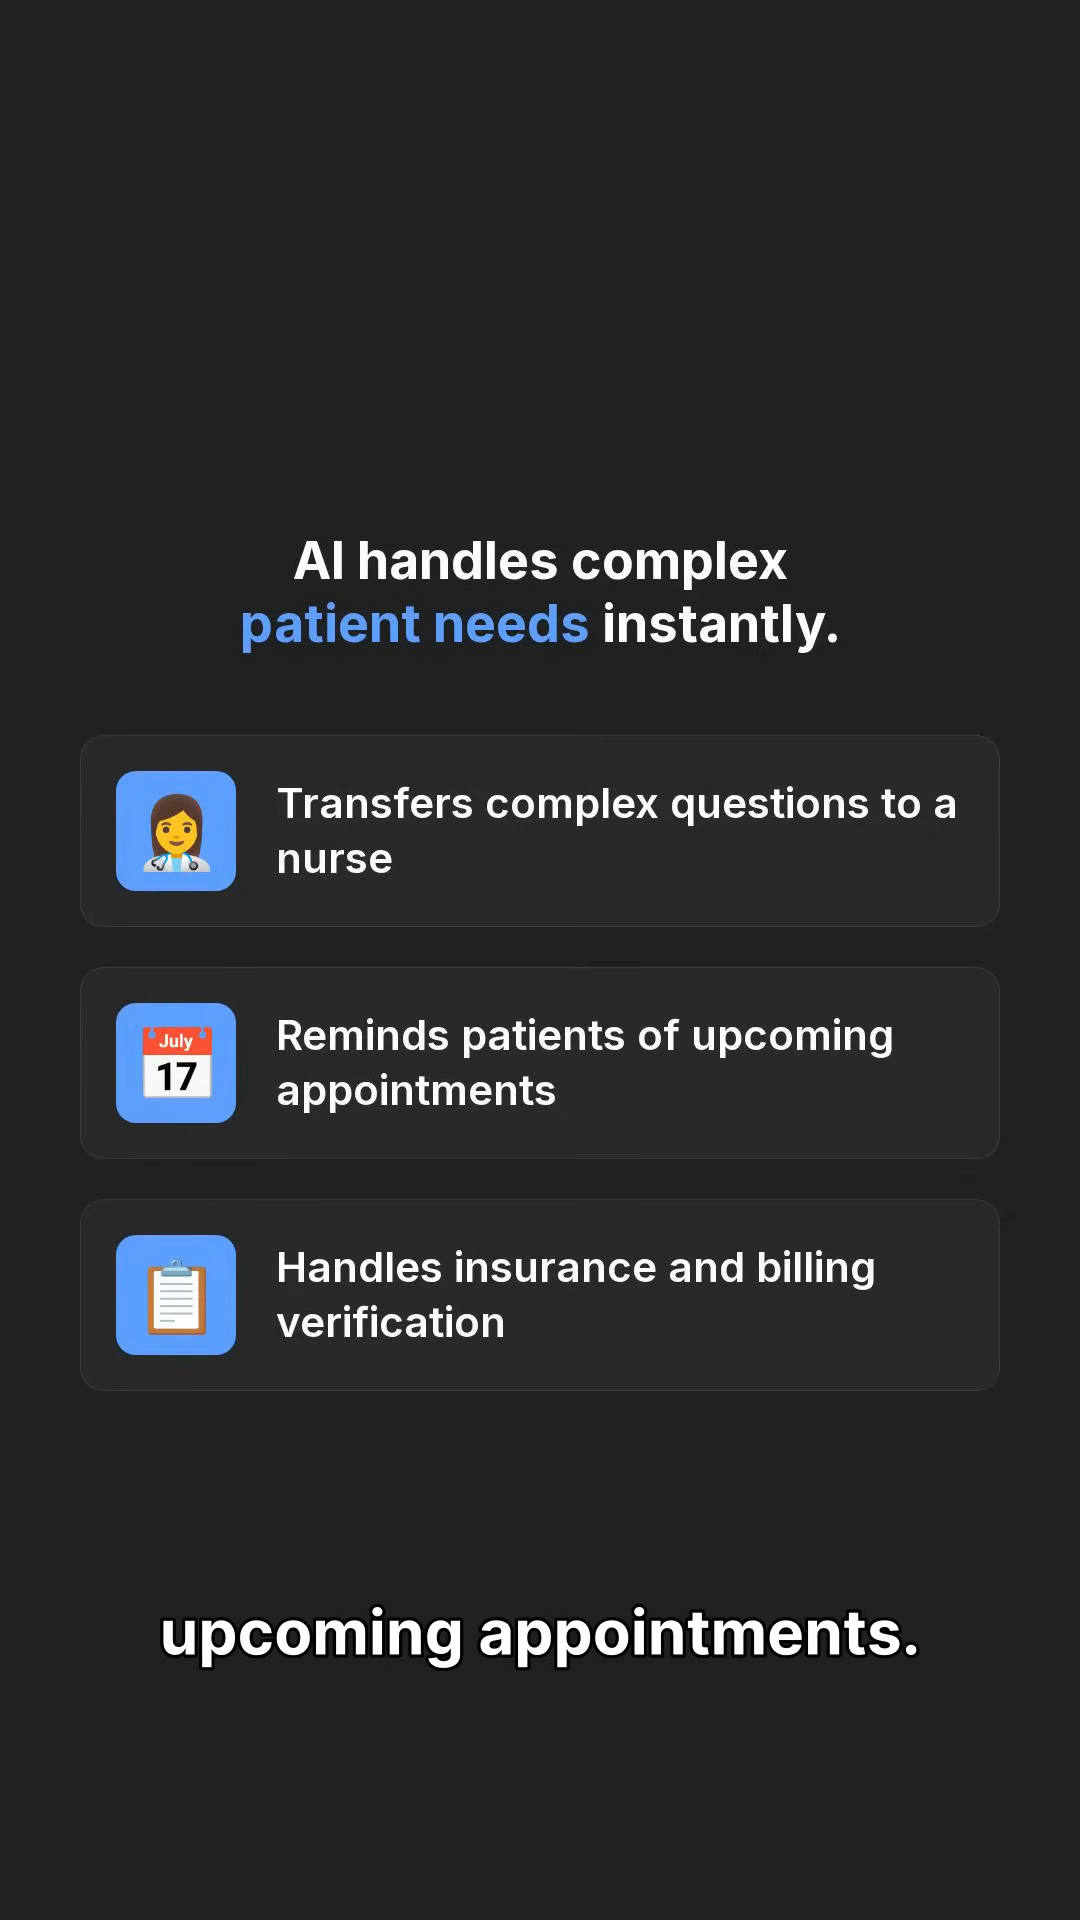 AI handles complex
patient needs instantly.
Transfers complex questions to a
nurse
July
17
Reminds patients of upcoming
appointments
Handles insurance and billing
verification
upcoming appointments.